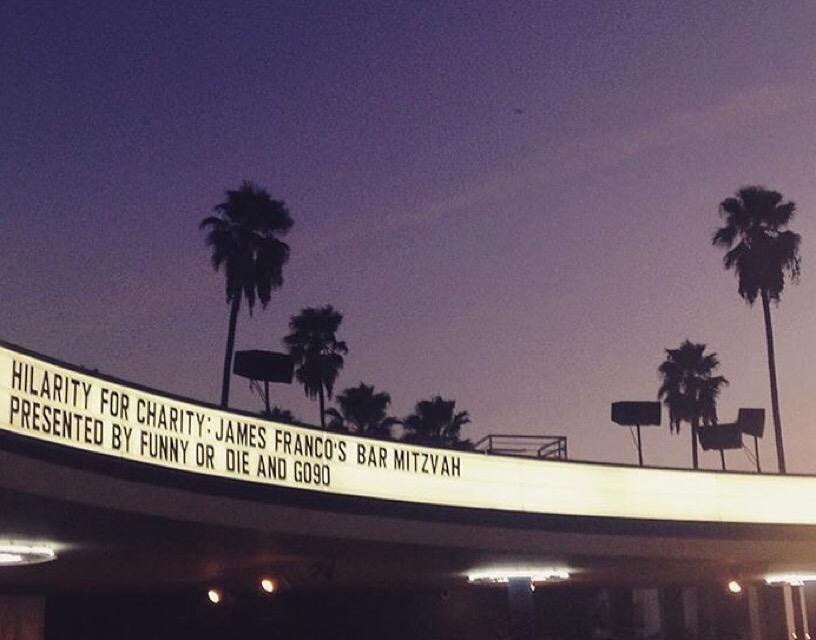 HILARITY FOR CHARITY: JAMES FRANCO'S BAR MITZVAH
PRESENTED BY FUNNY OR DIE AND GO90